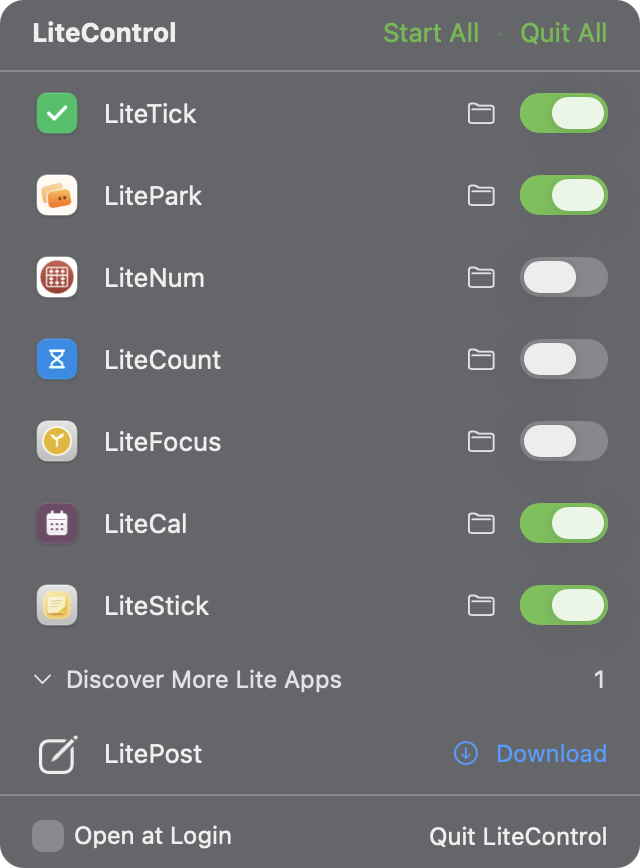 LiteControl Start All · Quit All
LiteTick
LitePark
LiteNum
LiteCount
LiteFocus
LiteCal
LiteStick
Discover More Lite Apps 1
LitePost Download
Open at Login Quit LiteControl